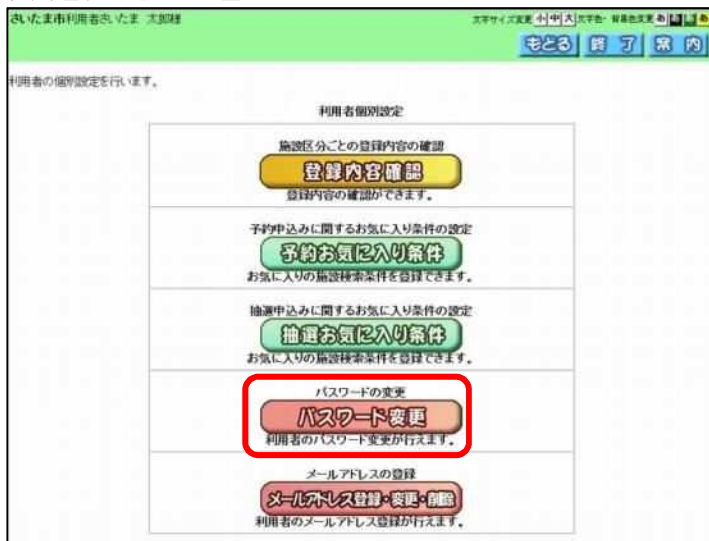 さいたま市利用者さいたま 太郎様
文字サイズ変更 小 中 大 文字色・背景色変更 あ
もどる 終了 案内
利用者の個別設定を行います。
利用者個別設定
施設区分ごとの登録内容の確認
登録内容確認
登録内容の確認ができます。
予約申込みに関するお気に入り条件の設定
予約お気に入り条件
お気に入りの施設検索条件を登録できます。
抽選申込みに関するお気に入り条件の設定
抽選お気に入り条件
お気に入りの施設検索条件を登録できます。
パスワードの変更
パスワード変更
利用者のパスワード変更が行えます。
メールアドレスの登録
メールアドレス登録・変更・削除
利用者のメールアドレス登録が行えます。